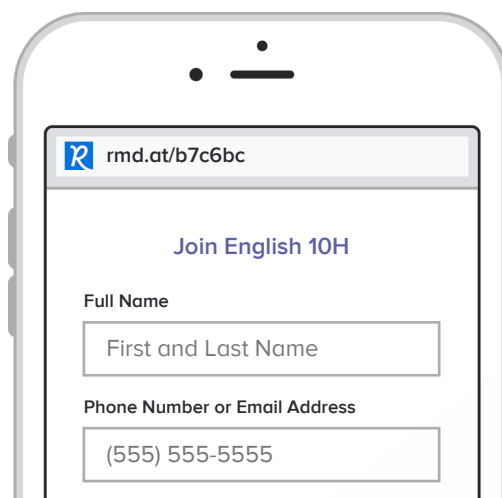 rmd.at/b7c6bc
Join English 10H
Full Name
First and Last Name
Phone Number or Email Address
(555) 555-5555